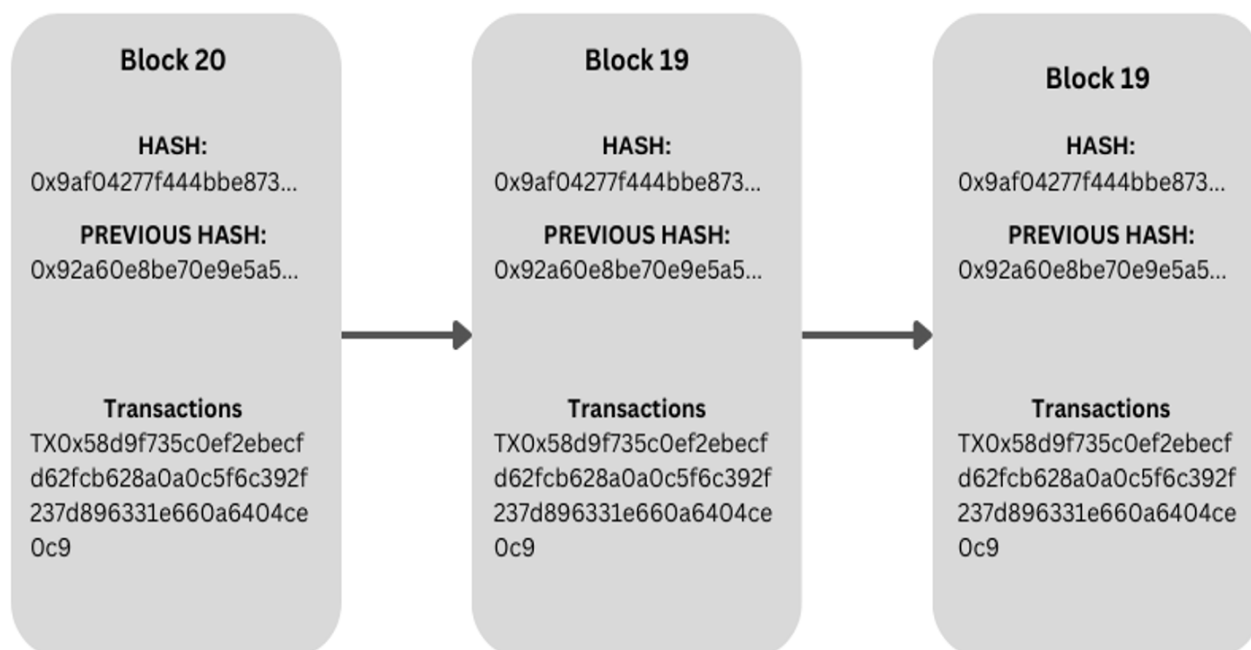 Block 20
HASH:
0x9af04277f444bbe873...
PREVIOUS HASH:
0x92a60e8be70e9e5a5...
Transactions
TX0x58d9f735c0ef2ebecf
d62fcb628a0a0c5f6c392f
237d896331e660a6404ce
0c9
Block 19
HASH:
0x9af04277f444bbe873...
PREVIOUS HASH:
0x92a60e8be70e9e5a5...
Transactions
TX0x58d9f735c0ef2ebecf
d62fcb628a0a0c5f6c392f
237d896331e660a6404ce
0c9
Block 19
HASH:
0x9af04277f444bbe873...
PREVIOUS HASH:
0x92a60e8be70e9e5a5...
Transactions
TX0x58d9f735c0ef2ebecf
d62fcb628a0a0c5f6c392f
237d896331e660a6404ce
0c9